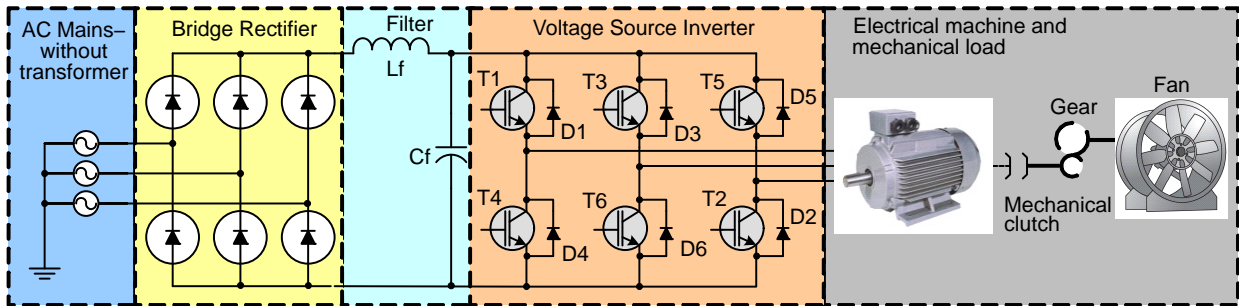 AC Mains–
without
transformer
Bridge Rectifier
Filter
Lf
Cf
Voltage Source Inverter
T1
D1
T3
D3
T5
D5
T4
D4
T6
D6
T2
D2
Electrical machine and
mechanical load
Gear
Fan
Mechanical
clutch